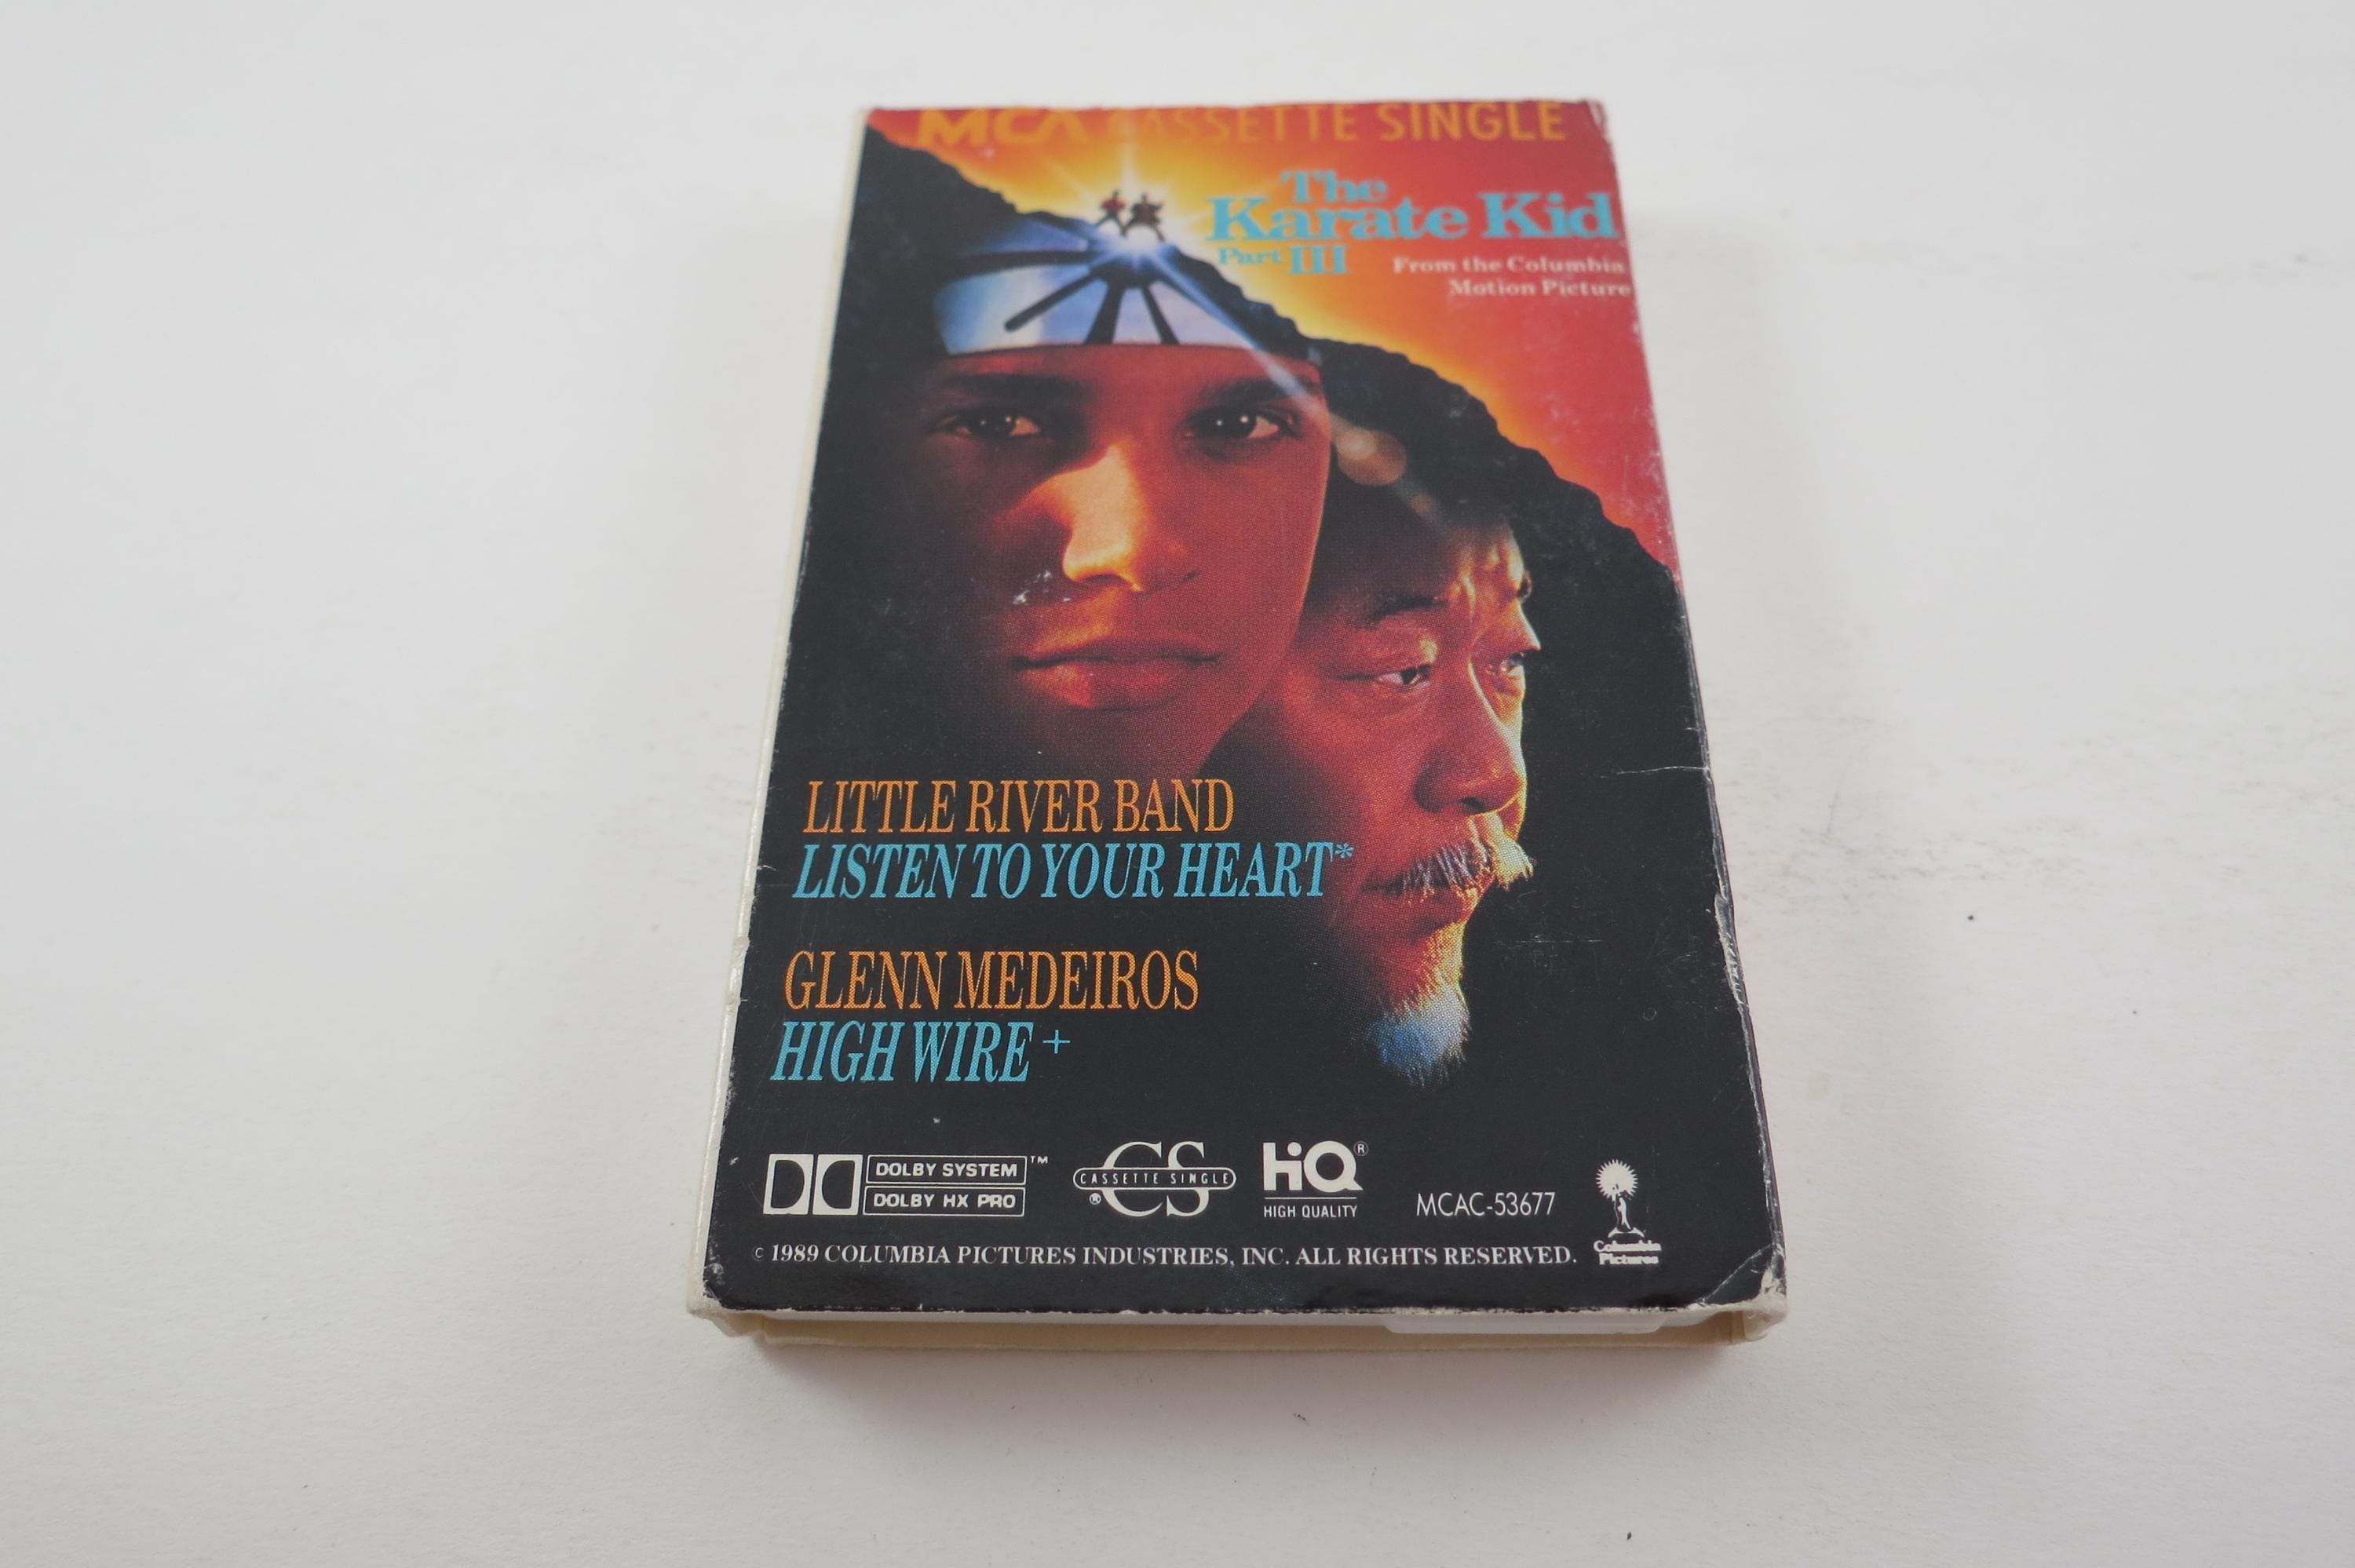 MCA CASSETTE SINGLE
The
Karate Kid
Part III
From the Columbia
Motion Picture
LITTLE RIVER BAND
LISTEN TO YOUR HEART*
GLENN MEDEIROS
HIGH WIRE +
DOLBY SYSTEM ™
DOLBY HX PRO
CS
CASSETTE SINGLE
®
HiQ®
HIGH QUALITY
MCAC-53677
Columbia
Pictures
© 1989 COLUMBIA PICTURES INDUSTRIES, INC. ALL RIGHTS RESERVED.